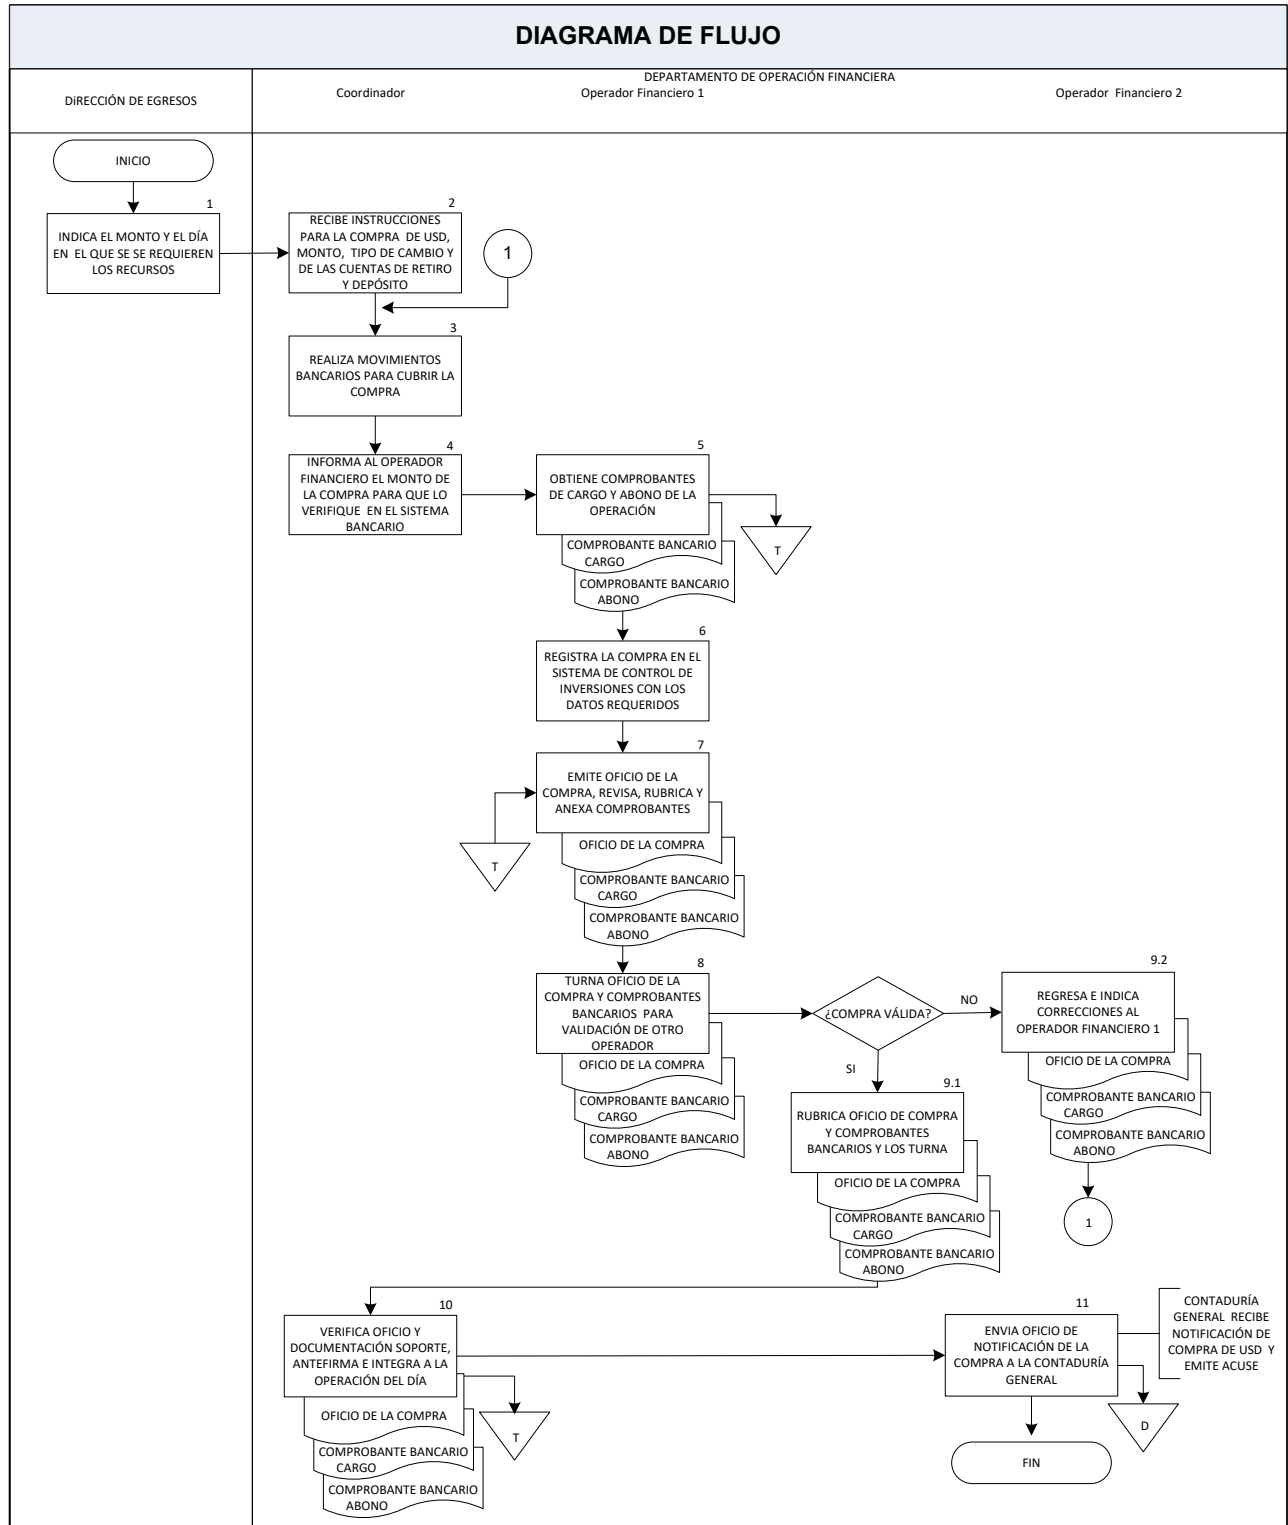 DIAGRAMA DE FLUJO
DEPARTAMENTO DE OPERACIÓN FINANCIERA
DiRECCIÓN DE EGRESOS
Coordinador
Operador Financiero 1
Operador Financiero 2
INICIO
1
INDICA EL MONTO Y EL DÍA
EN EL QUE SE SE REQUIEREN
LOS RECURSOS
2
RECIBE INSTRUCCIONES
PARA LA COMPRA DE USD,
MONTO, TIPO DE CAMBIO Y
DE LAS CUENTAS DE RETIRO
Y DEPÓSITO
1
3
REALIZA MOVIMIENTOS
BANCARIOS PARA CUBRIR LA
COMPRA
4
INFORMA AL OPERADOR
FINANCIERO EL MONTO DE
LA COMPRA PARA QUE LO
VERIFIQUE EN EL SISTEMA
BANCARIO
5
OBTIENE COMPROBANTES
DE CARGO Y ABONO DE LA
OPERACIÓN
COMPROBANTE BANCARIO
CARGO
COMPROBANTE BANCARIO
ABONO
T
6
REGISTRA LA COMPRA EN EL
SISTEMA DE CONTROL DE
INVERSIONES CON LOS
DATOS REQUERIDOS
7
EMITE OFICIO DE LA
COMPRA, REVISA, RUBRICA Y
ANEXA COMPROBANTES
OFICIO DE LA COMPRA
COMPROBANTE BANCARIO
CARGO
COMPROBANTE BANCARIO
ABONO
T
8
TURNA OFICIO DE LA
COMPRA Y COMPROBANTES
BANCARIOS PARA
VALIDACIÓN DE OTRO
OPERADOR
OFICIO DE LA COMPRA
COMPROBANTE BANCARIO
CARGO
COMPROBANTE BANCARIO
ABONO
¿COMPRA VÁLIDA?
NO
SI
9.2
REGRESA E INDICA
CORRECCIONES AL
OPERADOR FINANCIERO 1
OFICIO DE LA COMPRA
COMPROBANTE BANCARIO
CARGO
COMPROBANTE BANCARIO
ABONO
1
9.1
RUBRICA OFICIO DE COMPRA
Y COMPROBANTES
BANCARIOS Y LOS TURNA
OFICIO DE LA COMPRA
COMPROBANTE BANCARIO
CARGO
COMPROBANTE BANCARIO
ABONO
10
VERIFICA OFICIO Y
DOCUMENTACIÓN SOPORTE,
ANTEFIRMA E INTEGRA A LA
OPERACIÓN DEL DÍA
OFICIO DE LA COMPRA
COMPROBANTE BANCARIO
CARGO
COMPROBANTE BANCARIO
ABONO
T
11
ENVIA OFICIO DE
NOTIFICACIÓN DE LA
COMPRA A LA CONTADURÍA
GENERAL
CONTADURÍA
GENERAL RECIBE
NOTIFICACIÓN DE
COMPRA DE USD Y
EMITE ACUSE
D
FIN